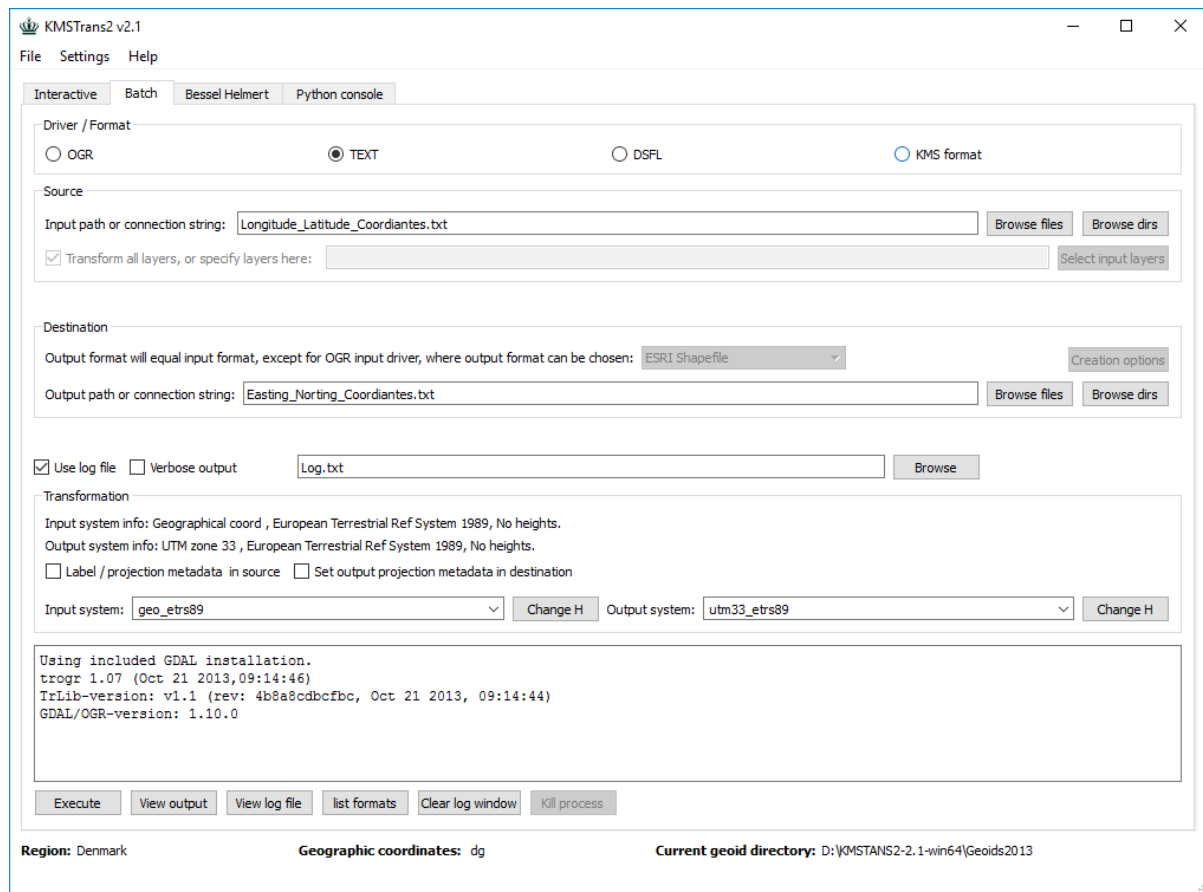 KMSTrans2 v2.1
File Settings Help
Interactive Batch Bessel Helmert Python console
Driver / Format
OGR TEXT DSFL KMS format
Source
Input path or connection string: Longitude_Latitude_Coordiantes.txt Browse files Browse dirs
Transform all layers, or specify layers here: Select input layers
Destination
Output format will equal input format, except for OGR input driver, where output format can be chosen: ESRI Shapefile Creation options
Output path or connection string: Easting_Norting_Coordiantes.txt Browse files Browse dirs
Use log file Verbose output Log.txt Browse
Transformation
Input system info: Geographical coord , European Terrestrial Ref System 1989, No heights.
Output system info: UTM zone 33 , European Terrestrial Ref System 1989, No heights.
Label / projection metadata in source Set output projection metadata in destination
Input system: geo_etrs89 Change H Output system: utm33_etrs89 Change H
Using included GDAL installation.
trogr 1.07 (Oct 21 2013,09:14:46)
TrLib-version: v1.1 (rev: 4b8a8cdbcfbc, Oct 21 2013, 09:14:44)
GDAL/OGR-version: 1.10.0
Execute View output View log file list formats Clear log window Kill process
Region: Denmark Geographic coordinates: dg Current geoid directory: D:\KMSTANS2-2.1-win64\Geoids2013